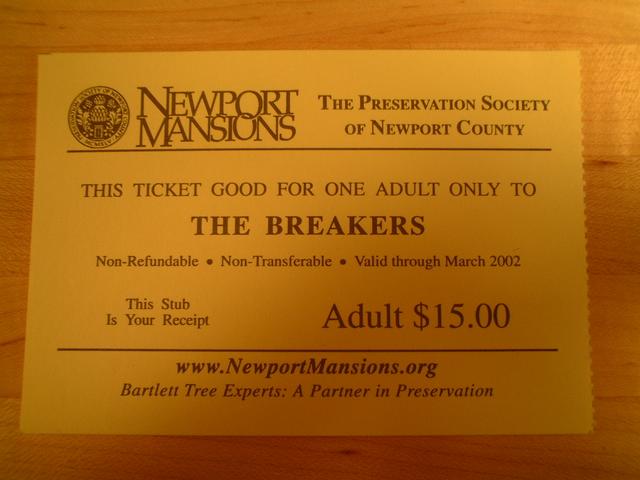 NEWPORT
MANSIONS
THE PRESERVATION SOCIETY
OF NEWPORT COUNTY
THIS TICKET GOOD FOR ONE ADULT ONLY TO
THE BREAKERS
Non-Refundable • Non-Transferable • Valid through March 2002
This Stub
Is Your Receipt
Adult $15.00
www.NewportMansions.org
Bartlett Tree Experts: A Partner in Preservation